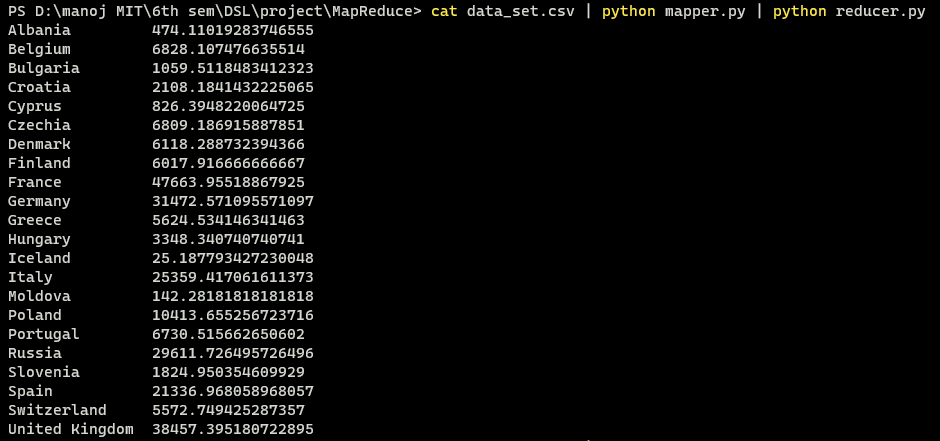 PS D:\manoj MIT\6th sem\DSL\project\MapReduce> cat data_set.csv | python mapper.py | python reducer.py
Albania 474.11019283746555
Belgium 6828.107476635514
Bulgaria 1059.5118483412323
Croatia 2108.1841432225065
Cyprus 826.3948220064725
Czechia 6809.186915887851
Denmark 6118.288732394366
Finland 6017.916666666667
France 47663.95518867925
Germany 31472.571095571097
Greece 5624.534146341463
Hungary 3348.340740740741
Iceland 25.187793427230048
Italy 25359.417061611373
Moldova 142.28181818181818
Poland 10413.655256723716
Portugal 6730.515662650602
Russia 29611.726495726496
Slovenia 1824.950354609929
Spain 21336.968058968057
Switzerland 5572.749425287357
United Kingdom 38457.395180722895